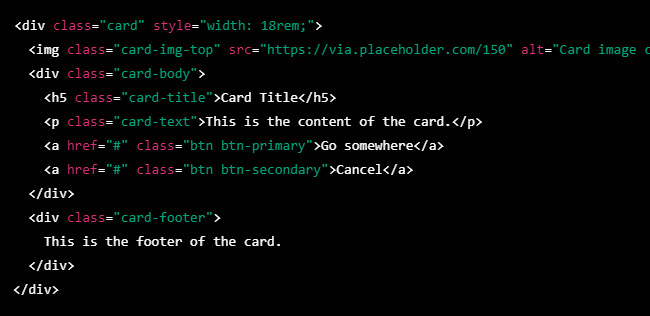 <div class="card" style="width: 18rem;">
<img class="card-img-top" src="https://via.placeholder.com/150" alt="Card image
<div class="card-body">
<h5 class="card-title">Card Title</h5>
<p class="card-text">This is the content of the card.</p>
<a href="#" class="btn btn-primary">Go somewhere</a>
<a href="#" class="btn btn-secondary">Cancel</a>
</div>
<div class="card-footer">
This is the footer of the card.
</div>
</div>